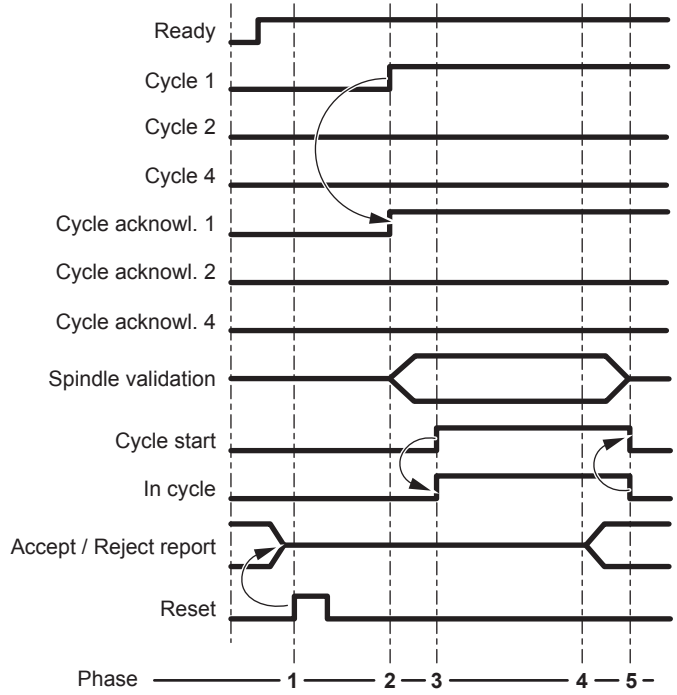 Ready
Cycle 1
Cycle 2
Cycle 4
Cycle acknowl. 1
Cycle acknowl. 2
Cycle acknowl. 4
Spindle validation
Cycle start
In cycle
Accept / Reject report
Reset
Phase 1 2 3 4 5